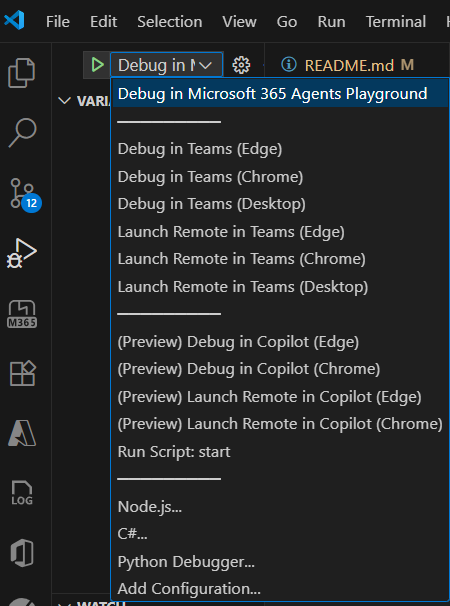 File Edit Selection View Go Run Terminal
Debug in
README.md M
VARIA
Debug in Microsoft 365 Agents Playground
Debug in Teams (Edge)
Debug in Teams (Chrome)
12
Debug in Teams (Desktop)
Launch Remote in Teams (Edge)
Launch Remote in Teams (Chrome)
Launch Remote in Teams (Desktop)
M365
(Preview) Debug in Copilot (Edge)
(Preview) Debug in Copilot (Chrome)
(Preview) Launch Remote in Copilot (Edge)
(Preview) Launch Remote in Copilot (Chrome)
Run Script: start
LOG
Node.js...
C#...
Python Debugger...
Add Configuration...
WATCH